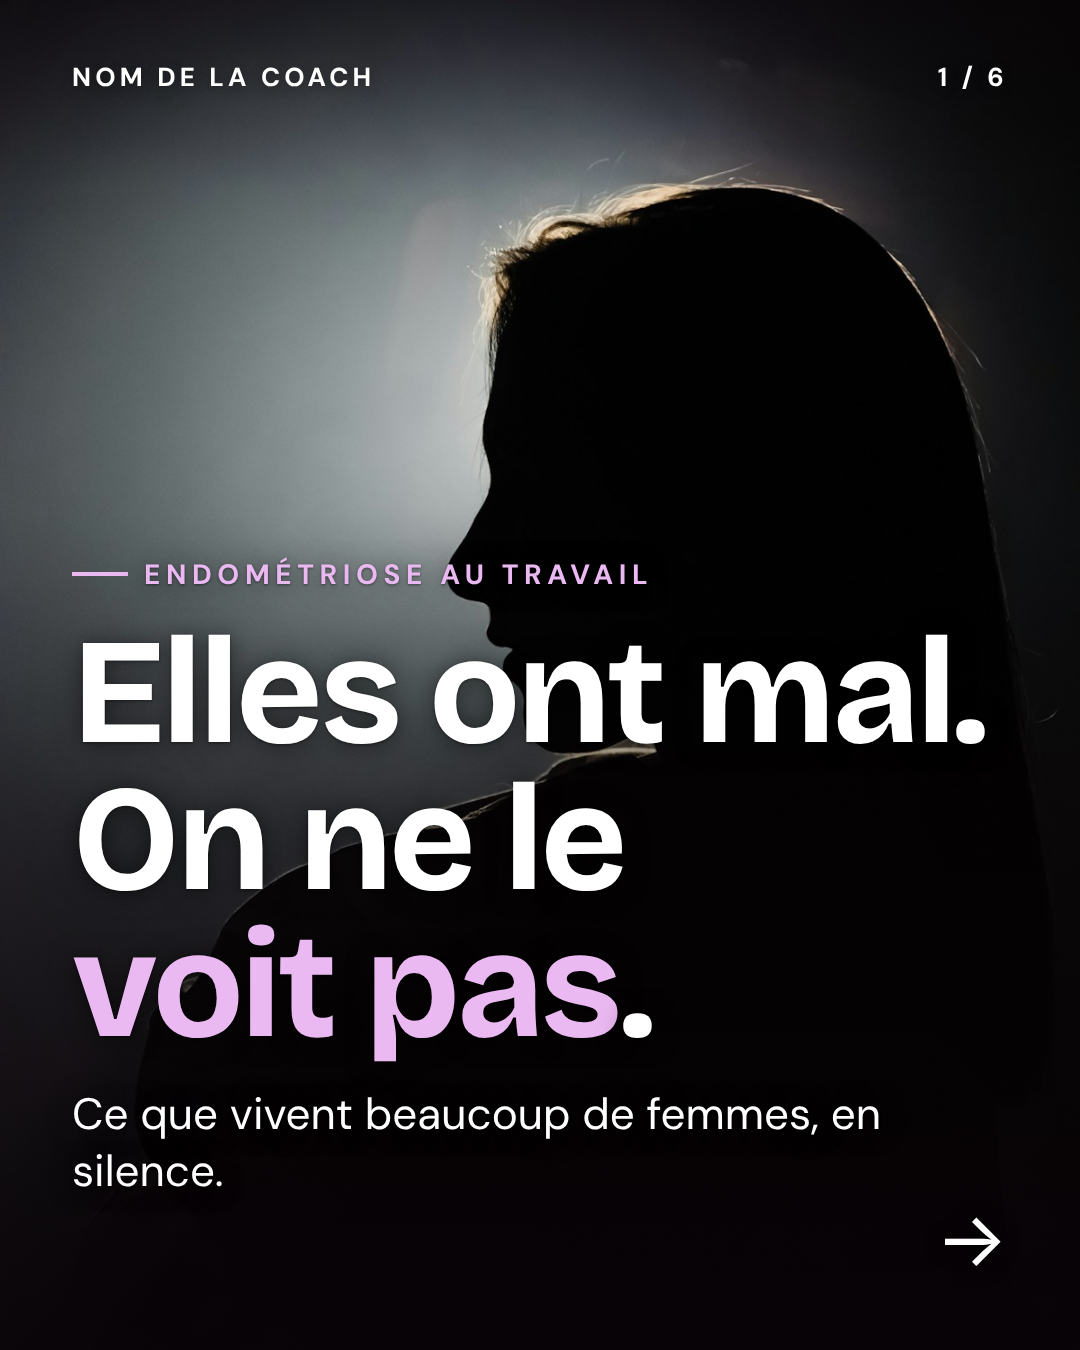 NOM DE LA COACH
1 / 6
ENDOMÉTRIOSE AU TRAVAIL
Elles ont mal.
On ne le
voit pas.
Ce que vivent beaucoup de femmes, en
silence.